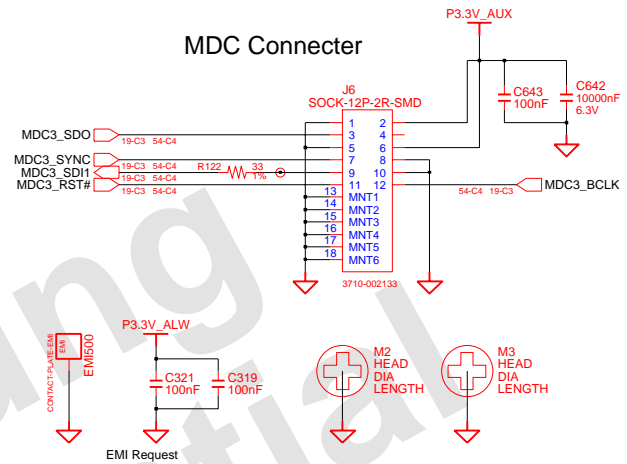 P3.3V_AUX
MDC Connecter
J6
SOCK-12P-2R-SMD
C643
100nF
C642
10000nF
6.3V
1 2
MDC3_SDO 19-C3 54-C4 3 4
5 6
MDC3_SYNC 19-C3 54-C4 7 8
MDC3_SDI1 19-C3 54-C4 R122 33 1% 9 10
MDC3_RST# 19-C3 54-C4 11 12 54-C4 19-C3 MDC3_BCLK
13 MNT1
14 MNT2
15 MNT3
16 MNT4
17 MNT5
18 MNT6
3710-002133
CONTACT-PLATE-EMI
EMI
EMI500
P3.3V_ALW
C321
100nF
C319
100nF
EMI Request
M2
HEAD
DIA
LENGTH
M3
HEAD
DIA
LENGTH